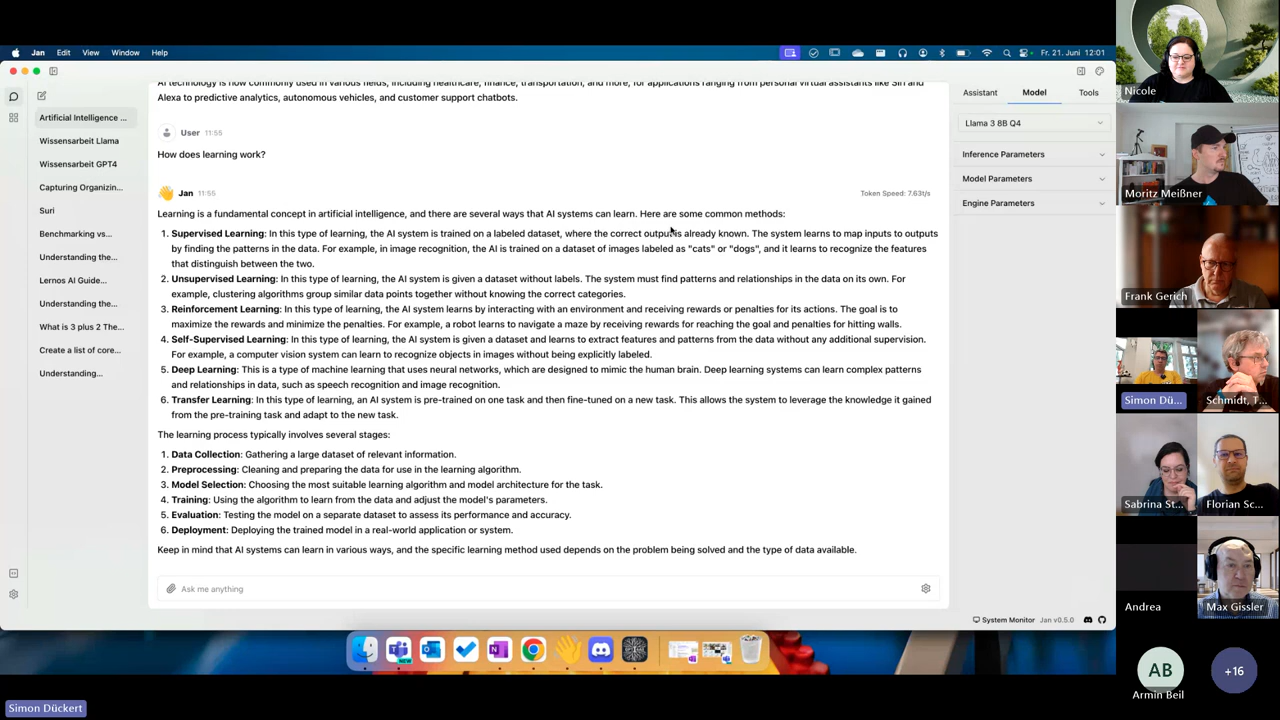 Jan Edit View Window Help
Fr. 21. Juni 12:01
Artificial Intelligence ...
Wissensarbeit Llama
Wissensarbeit GPT4
Capturing Organizin...
Suri
Benchmarking vs...
Understanding the...
Lernos AI Guide...
Understanding the...
What is 3 plus 2 The...
Create a list of core...
Understanding...
AI technology is now commonly used in various fields, including healthcare, finance, transportation, and more, for applications ranging from personal virtual assistants like Siri and
Alexa to predictive analytics, autonomous vehicles, and customer support chatbots.
User 11:55
How does learning work?
Jan 11:55
Token Speed: 7.63t/s
Learning is a fundamental concept in artificial intelligence, and there are several ways that AI systems can learn. Here are some common methods:
1. Supervised Learning: In this type of learning, the AI system is trained on a labeled dataset, where the correct output is already known. The system learns to map inputs to outputs
by finding the patterns in the data. For example, in image recognition, the AI is trained on a dataset of images labeled as "cats" or "dogs", and it learns to recognize the features
that distinguish between the two.
2. Unsupervised Learning: In this type of learning, the AI system is given a dataset without labels. The system must find patterns and relationships in the data on its own. For
example, clustering algorithms group similar data points together without knowing the correct categories.
3. Reinforcement Learning: In this type of learning, the AI system learns by interacting with an environment and receiving rewards or penalties for its actions. The goal is to
maximize the rewards and minimize the penalties. For example, a robot learns to navigate a maze by receiving rewards for reaching the goal and penalties for hitting walls.
4. Self-Supervised Learning: In this type of learning, the AI system is given a dataset and learns to extract features and patterns from the data without any additional supervision.
For example, a computer vision system can learn to recognize objects in images without being explicitly labeled.
5. Deep Learning: This is a type of machine learning that uses neural networks, which are designed to mimic the human brain. Deep learning systems can learn complex patterns
and relationships in data, such as speech recognition and image recognition.
6. Transfer Learning: In this type of learning, an AI system is pre-trained on one task and then fine-tuned on a new task. This allows the system to leverage the knowledge it gained
from the pre-training task and adapt to the new task.
The learning process typically involves several stages:
1. Data Collection: Gathering a large dataset of relevant information.
2. Preprocessing: Cleaning and preparing the data for use in the learning algorithm.
3. Model Selection: Choosing the most suitable learning algorithm and model architecture for the task.
4. Training: Using the algorithm to learn from the data and adjust the model's parameters.
5. Evaluation: Testing the model on a separate dataset to assess its performance and accuracy.
6. Deployment: Deploying the trained model in a real-world application or system.
Keep in mind that AI systems can learn in various ways, and the specific learning method used depends on the problem being solved and the type of data available.
Ask me anything
Assistant Model Tools
Llama 3 8B Q4
Inference Parameters
Model Parameters
Engine Parameters
System Monitor Jan v0.5.0
NEW
Nicole
Moritz Meißner
Frank Gerich
Simon Dü...
Schmidt, T...
Sabrina St...
Florian Sc...
Andrea
Max Gissler
AB
Armin Beil
+16
Simon Dückert